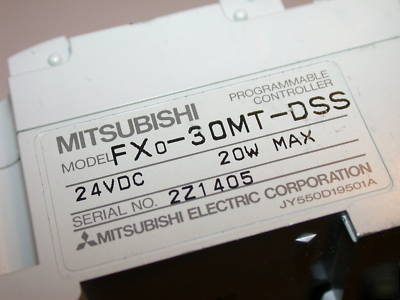 MITSUBISHI PROGRAMMABLE CONTROLLER
MODEL FX0-30MT-DSS
24VDC 20W MAX
SERIAL NO. 2Z1405
MITSUBISHI ELECTRIC CORPORATION
JY550D19501A